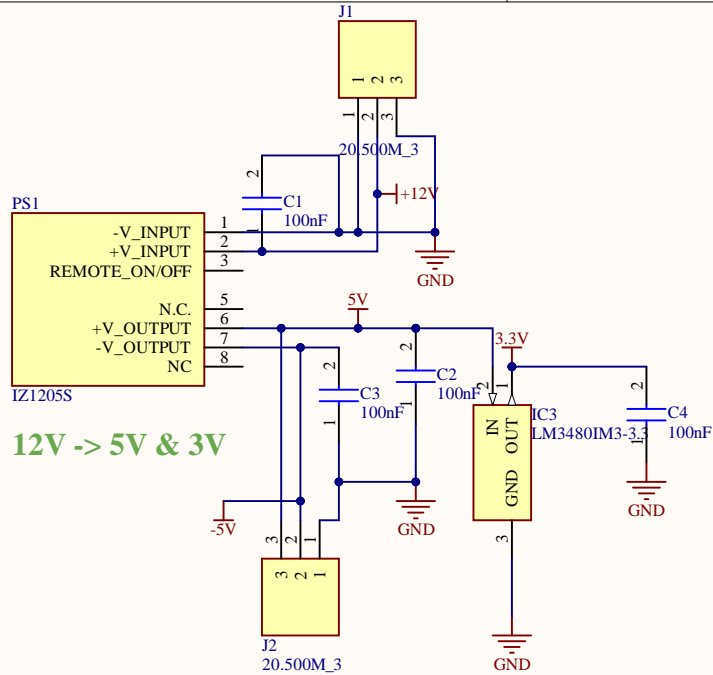 J1
1 2 3
1 2 3
20.500M_3
+12V
GND
2
C1
100nF
1
PS1
-V_INPUT 1
+V_INPUT 2
REMOTE_ON/OFF 3
N.C. 5
+V_OUTPUT 6
-V_OUTPUT 7
NC 8
IZ1205S
12V -> 5V & 3V
5V
2
C3
100nF
1
2
C2
100nF
1
GND
-5V
3 2 1
3 2 1
J2
20.500M_3
3.3V
2 1
IN OUT
GND
IC3
LM3480IM3-3.3
3
GND
2
C4
100nF
1
GND